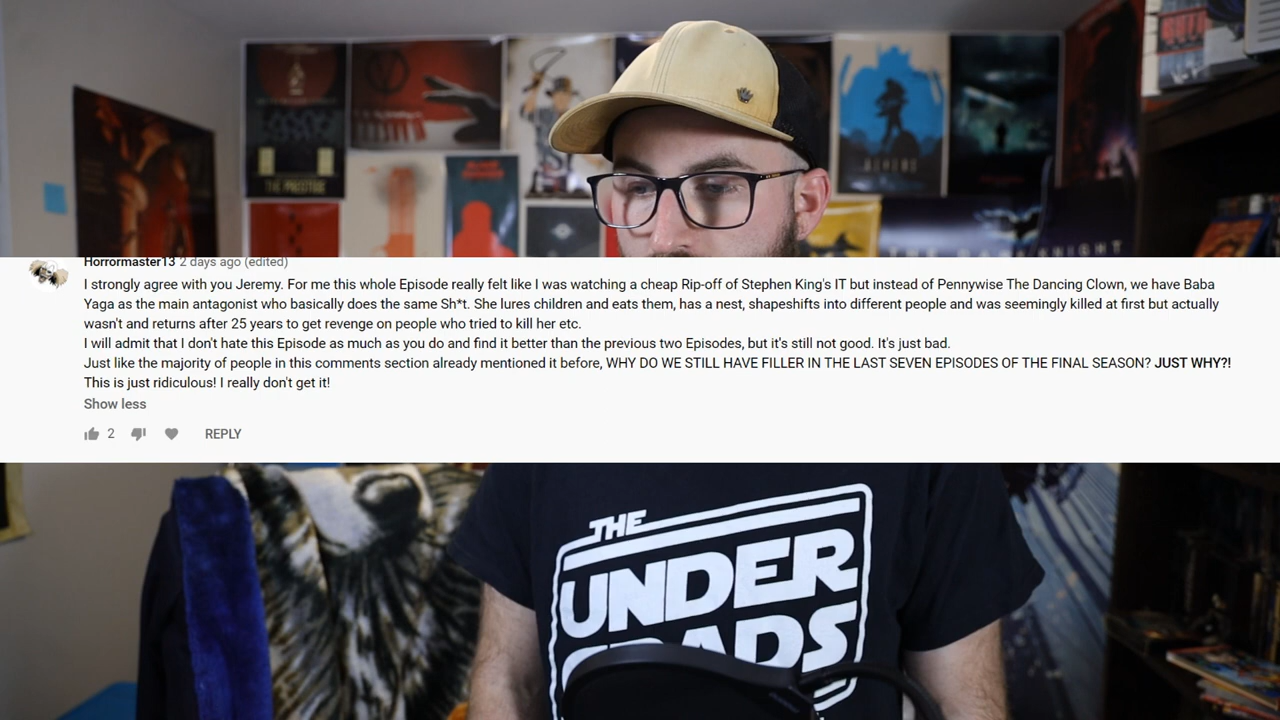 THE PRESTIGE
ALIENS
THE DARK KNIGHT
Horrormaster13 2 days ago (edited)
I strongly agree with you Jeremy. For me this whole Episode really felt like I was watching a cheap Rip-off of Stephen King's IT but instead of Pennywise The Dancing Clown, we have Baba
Yaga as the main antagonist who basically does the same Sh*t. She lures children and eats them, has a nest, shapeshifts into different people and was seemingly killed at first but actually
wasn't and returns after 25 years to get revenge on people who tried to kill her etc.
I will admit that I don't hate this Episode as much as you do and find it better than the previous two Episodes, but it's still not good. It's just bad.
Just like the majority of people in this comments section already mentioned it before, WHY DO WE STILL HAVE FILLER IN THE LAST SEVEN EPISODES OF THE FINAL SEASON? JUST WHY?!
This is just ridiculous! I really don't get it!
Show less
2 REPLY
THE
UNDER
GRADS